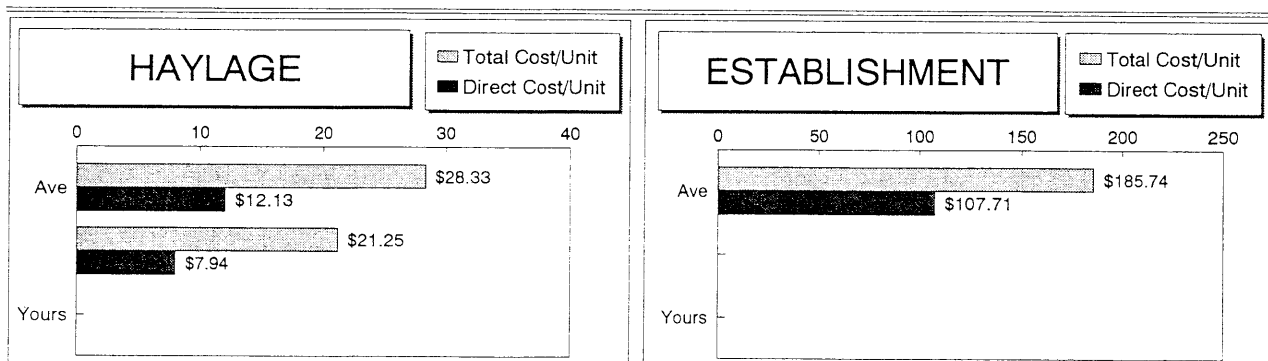 HAYLAGE
Total Cost/Unit
Direct Cost/Unit
0 10 20 30 40
Ave
$28.33
$12.13
$21.25
$7.94
Yours
ESTABLISHMENT
Total Cost/Unit
Direct Cost/Unit
0 50 100 150 200 250
Ave
$185.74
$107.71
Yours